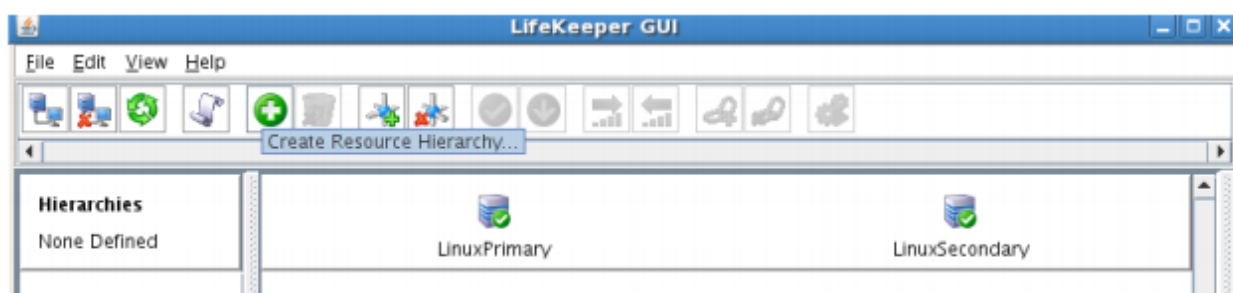 LifeKeeper GUI
File Edit View Help
Create Resource Hierarchy...
Hierarchies
None Defined
LinuxPrimary
LinuxSecondary